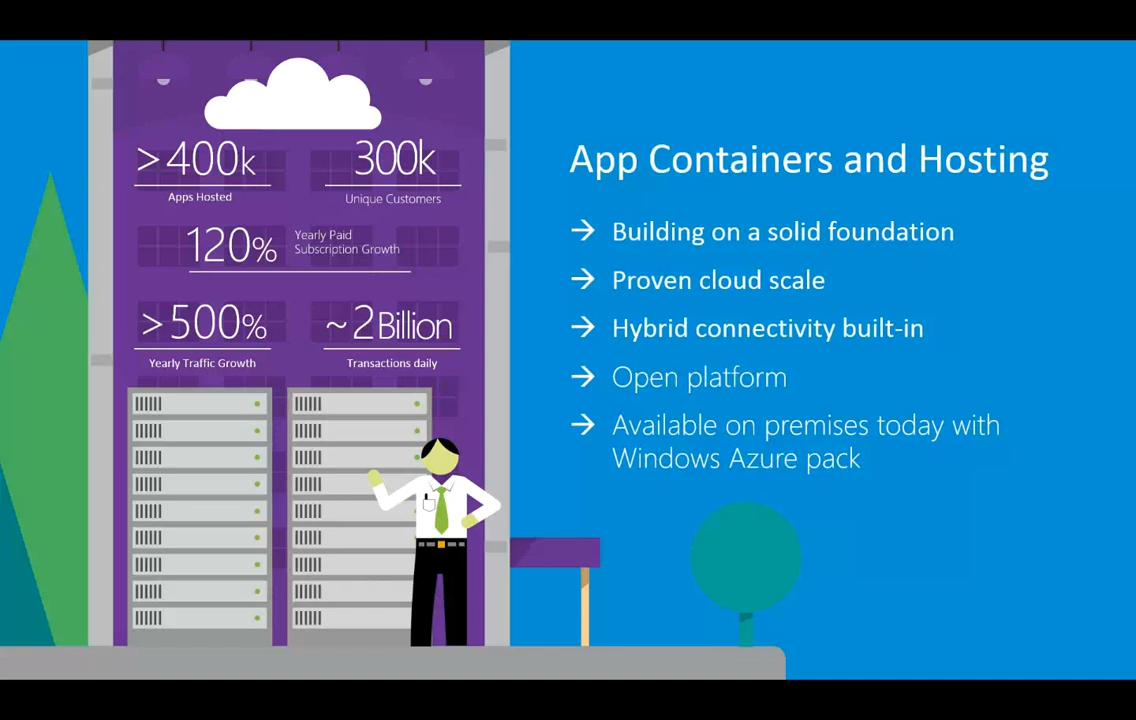 >400k
Apps Hosted
300k
Unique Customers
120%
Yearly Paid
Subscription Growth
>500%
Yearly Traffic Growth
~2Billion
Transactions daily
App Containers and Hosting
→ Building on a solid foundation
→ Proven cloud scale
→ Hybrid connectivity built-in
→ Open platform
→ Available on premises today with
Windows Azure pack